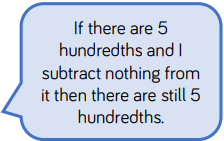 If there are 5
hundredths and I
subtract nothing from
it then there are still 5
hundredths.